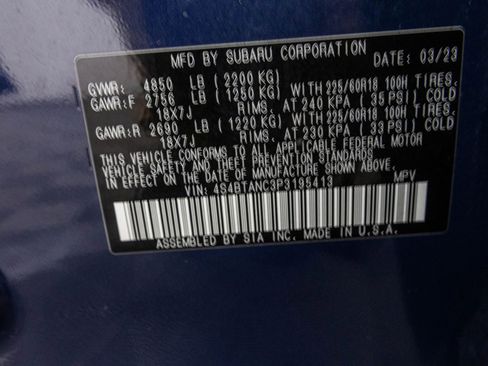 MFD BY SUBARU CORPORATION DATE: 03/23
GVWR: 4850 LB (2200 KG)
GAWR:F 2756 LB (1250 KG) WITH 225/60R18 100H TIRES.
18X7J RIMS. AT 240 KPA ( 35 PSI) COLD
GAWR:R 2690 LB (1220 KG) WITH 225/60R18 100H TIRES.
18X7J RIMS. AT 230 KPA ( 33 PSI) COLD
THIS VEHICLE CONFORMS TO ALL APPLICABLE FEDERAL MOTOR
VEHICLE SAFETY AND THEFT PREVENTION STANDARDS
IN EFFECT ON THE DATE OF MANUFACTURE SHOWN ABOVE.
VIN: 4S4BTANC3P3195413 MPV
ASSEMBLED BY SIA INC. MADE IN U.S.A.